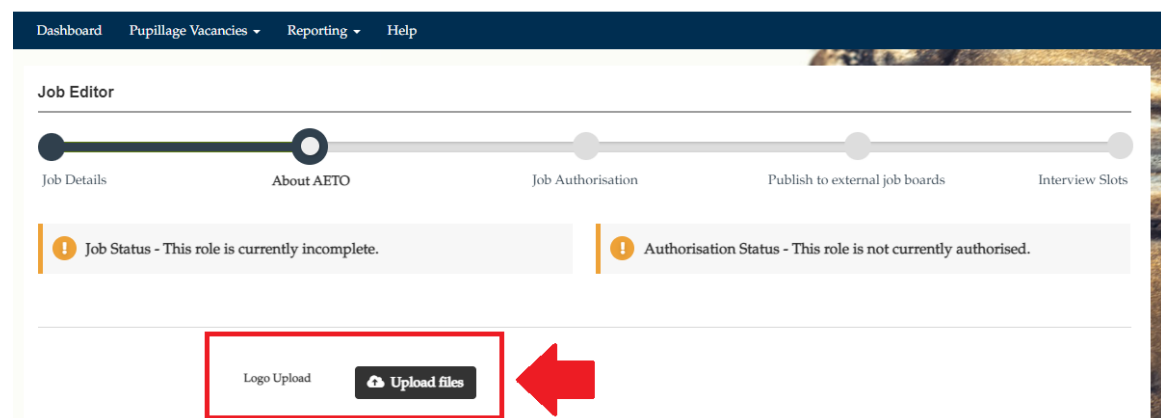 Dashboard Pupillage Vacancies Reporting Help
Job Editor
Job Details About AETO Job Authorisation Publish to external job boards Interview Slots
Job Status - This role is currently incomplete. Authorisation Status - This role is not currently authorised.
Logo Upload Upload files